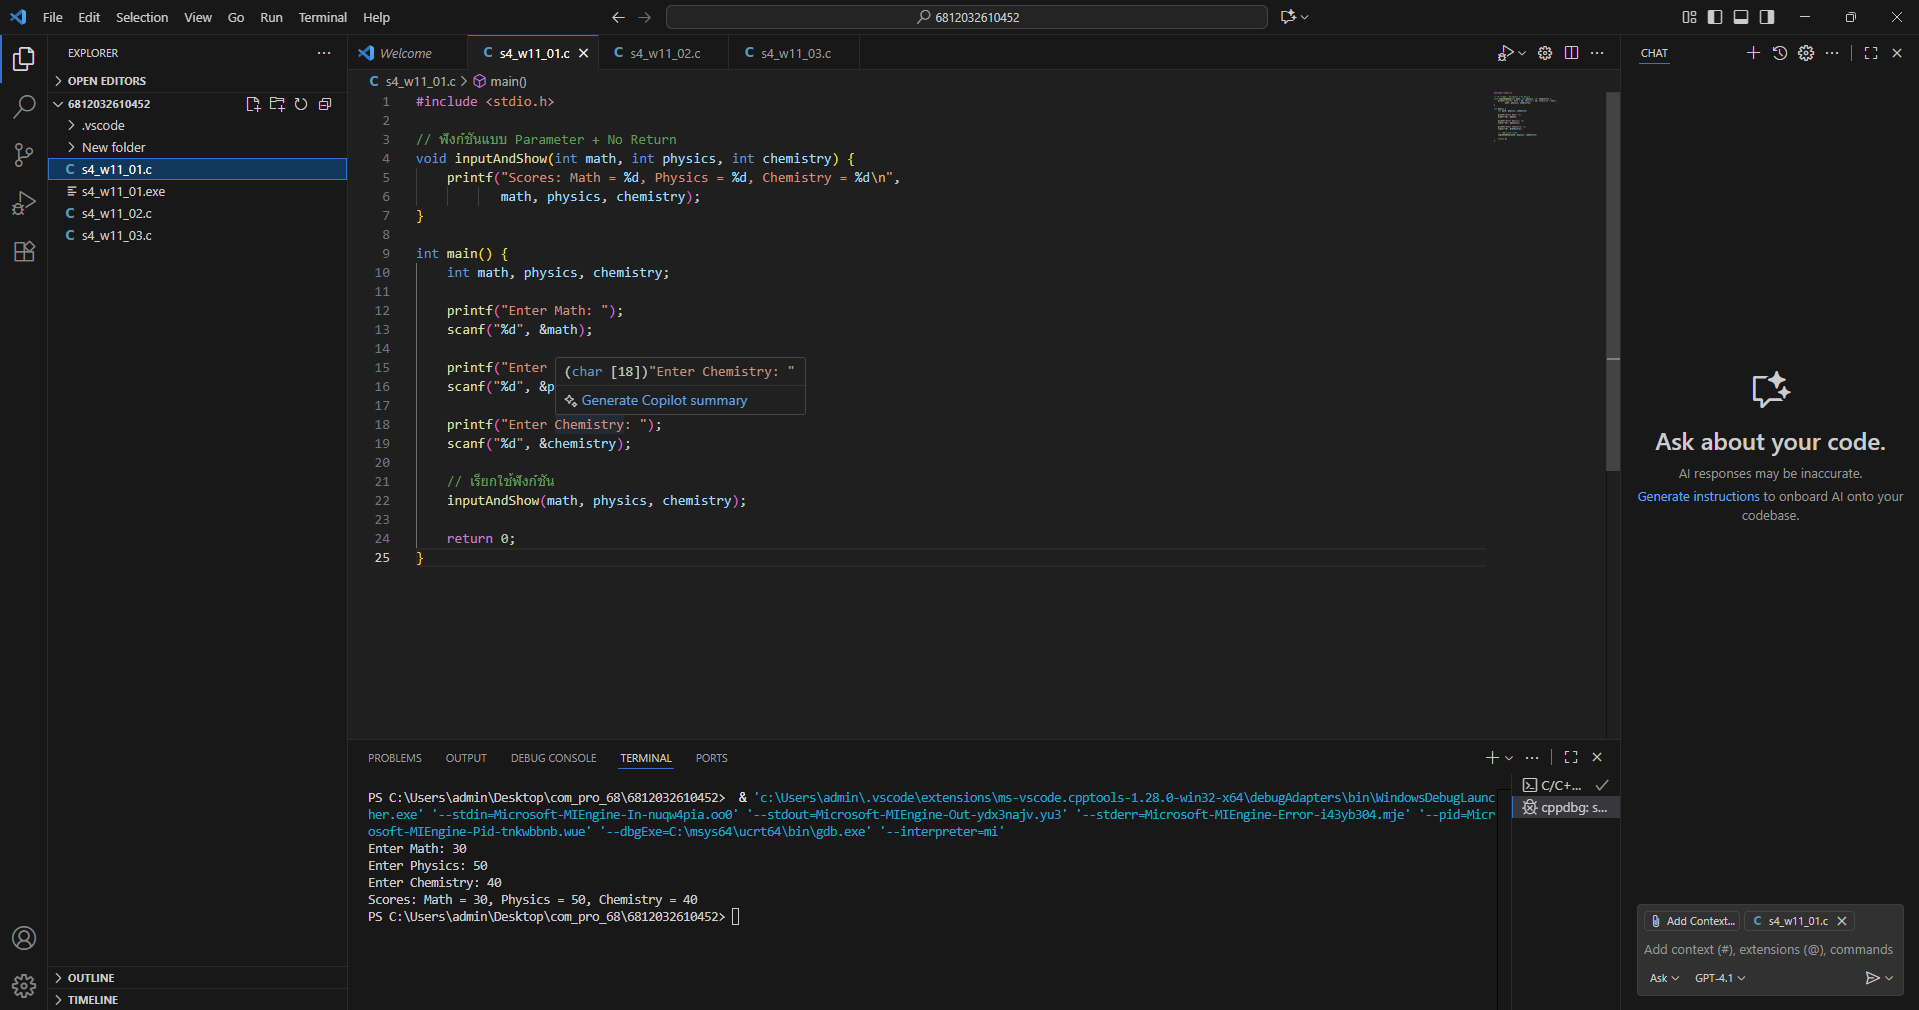 File Edit Selection View Go Run Terminal Help
6812032610452
EXPLORER
OPEN EDITORS
6812032610452
.vscode
New folder
C s4_w11_01.c
s4_w11_01.exe
C s4_w11_02.c
C s4_w11_03.c
OUTLINE
TIMELINE
Welcome
C s4_w11_01.c
C s4_w11_02.c
C s4_w11_03.c
C s4_w11_01.c > main()
1 #include <stdio.h>
2
3 // ฟังก์ชันแบบ Parameter + No Return
4 void inputAndShow(int math, int physics, int chemistry) {
5 printf("Scores: Math = %d, Physics = %d, Chemistry = %d\n",
6 math, physics, chemistry);
7 }
8
9 int main() {
10 int math, physics, chemistry;
11
12 printf("Enter Math: ");
13 scanf("%d", &math);
14
15 printf("Enter
(char [18])"Enter Chemistry: "
16 scanf("%d", &p
Generate Copilot summary
17
18 printf("Enter Chemistry: ");
19 scanf("%d", &chemistry);
20
21 // เรียกใช้ฟังก์ชัน
22 inputAndShow(math, physics, chemistry);
23
24 return 0;
25 }
PROBLEMS OUTPUT DEBUG CONSOLE TERMINAL PORTS
PS C:\Users\admin\Desktop\com_pro_68\6812032610452> & 'c:\Users\admin\.vscode\extensions\ms-vscode.cpptools-1.28.0-win32-x64\debugAdapters\bin\WindowsDebugLaunc
her.exe' '--stdin=Microsoft-MIEngine-In-nuqw4pia.oo0' '--stdout=Microsoft-MIEngine-Out-ydx3najv.yu3' '--stderr=Microsoft-MIEngine-Error-i43yb304.mje' '--pid=Micr
osoft-MIEngine-Pid-tnkwbbnb.wue' '--dbgExe=C:\msys64\ucrt64\bin\gdb.exe' '--interpreter=mi'
Enter Math: 30
Enter Physics: 50
Enter Chemistry: 40
Scores: Math = 30, Physics = 50, Chemistry = 40
PS C:\Users\admin\Desktop\com_pro_68\6812032610452>
C/C+...
cppdbg: s...
CHAT
Ask about your code.
AI responses may be inaccurate.
Generate instructions to onboard AI onto your
codebase.
Add Context...
C s4_w11_01.c
Add context (#), extensions (@), commands
Ask
GPT-4.1